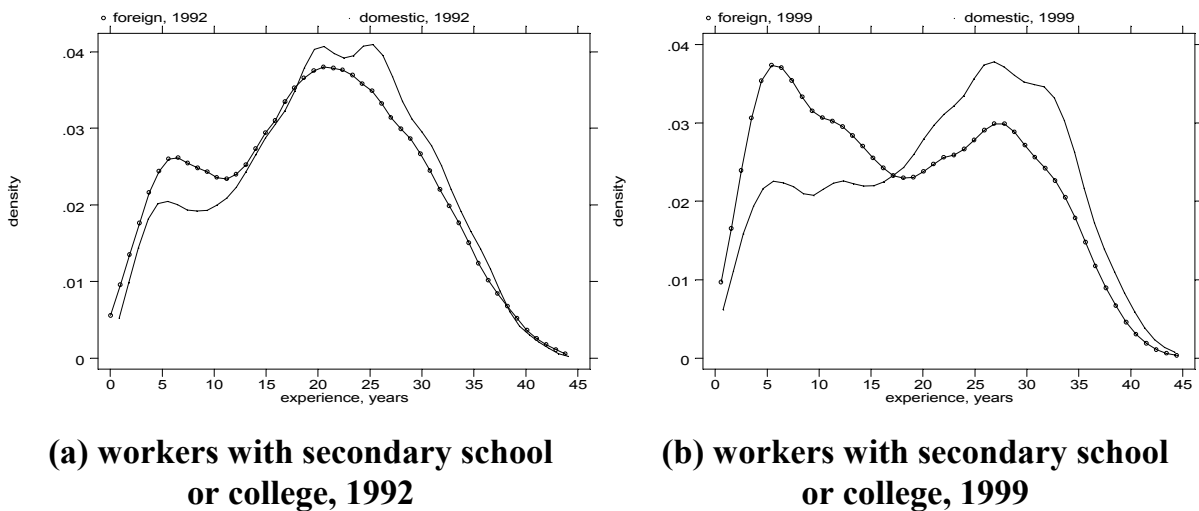 foreign, 1992 domestic, 1992
.04
.03
.02
.01
0
density
0 5 10 15 20 25 30 35 40 45
experience, years
(a) workers with secondary school
or college, 1992
foreign, 1999 domestic, 1999
.04
.03
.02
.01
0
density
0 5 10 15 20 25 30 35 40 45
experience, years
(b) workers with secondary school
or college, 1999